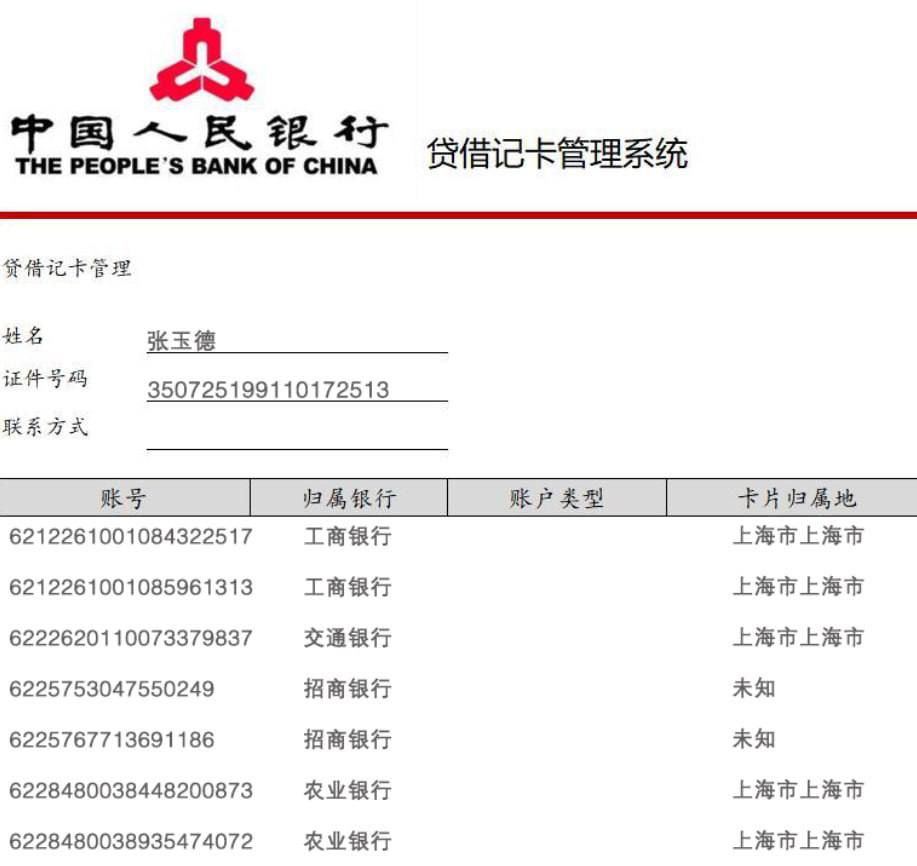 中国人民银行
THE PEOPLE'S BANK OF CHINA
贷借记卡管理系统
贷借记卡管理
姓名 张玉德
证件号码 350725199110172513
联系方式
账号 归属银行 账户类型 卡片归属地
6212261001084322517 工商银行 上海市上海市
6212261001085961313 工商银行 上海市上海市
6222620110073379837 交通银行 上海市上海市
6225753047550249 招商银行 未知
6225767713691186 招商银行 未知
6228480038448200873 农业银行 上海市上海市
6228480038935474072 农业银行 上海市上海市